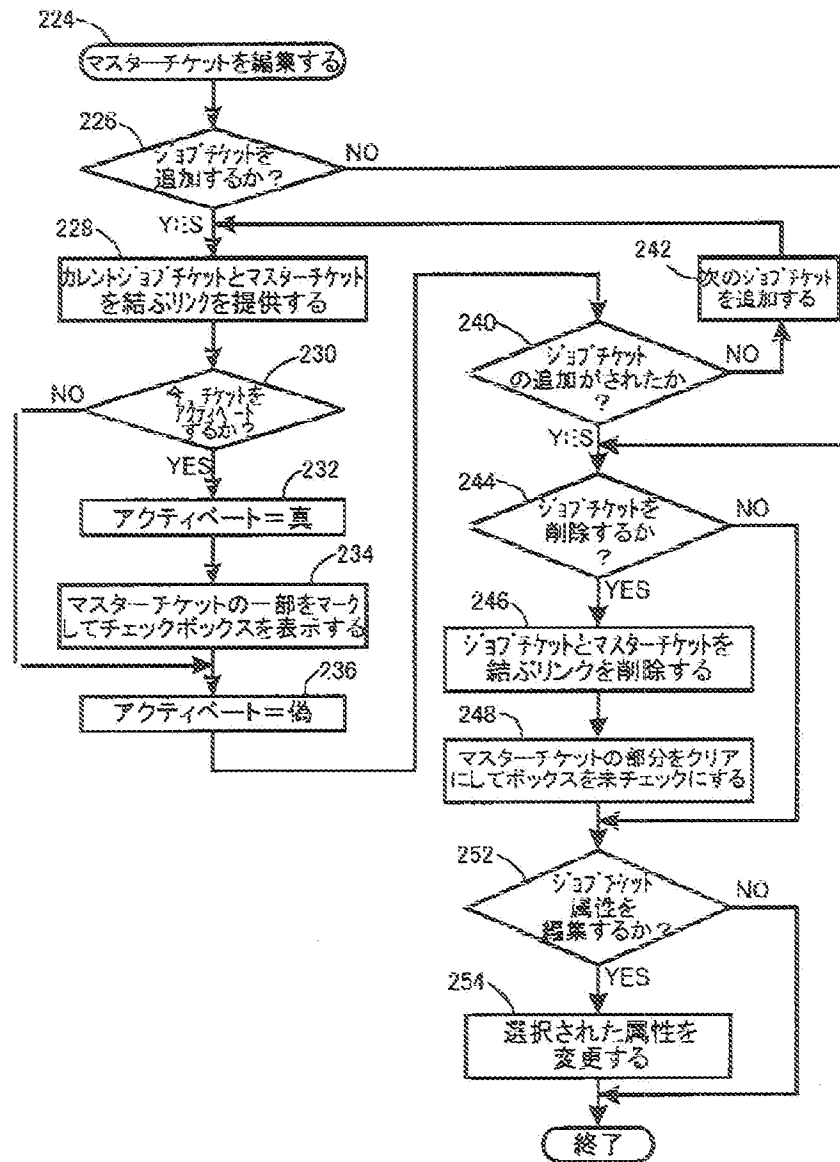 224
マスターチケットを編集する
226
ジョブチケットを
追加するか?
NO
YES
228
カレントジョブチケットとマスターチケット
を結ぶリンクを提供する
230
NO
今、チケットを
アクティベート
するか?
YES
232
アクティベート=真
234
マスターチケットの一部をマーク
してチェックボックスを表示する
236
アクティベート=偽
242
次のジョブチケット
を追加する
240
ジョブチケット
の追加がされたか
?
NO
YES
244
ジョブチケットを
削除するか
?
NO
YES
246
ジョブチケットとマスターチケットを
結ぶリンクを削除する
248
マスターチケットの部分をクリア
にしてボックスを未チェックにする
252
ジョブチケット
属性を
編集するか?
NO
YES
254
選択された属性を
変更する
終了